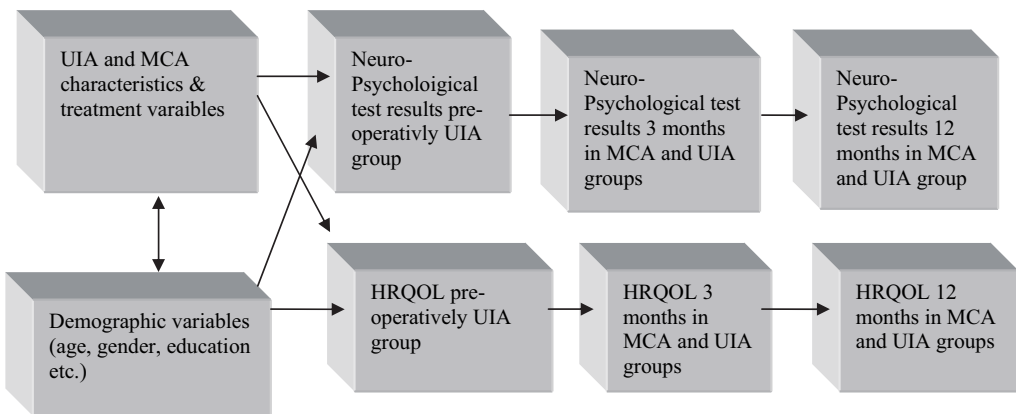 UIA and MCA
characteristics &
treatment varaibles
Neuro-
Psycholoigical
test results pre-
operativly UIA
group
Neuro-
Psychological test
results 3 months
in MCA and UIA
groups
Neuro-
Psychological
test results 12
months in MCA
and UIA group
Demographic variables
(age, gender, education
etc.)
HRQOL pre-
operatively UIA
group
HRQOL 3
months in
MCA and UIA
groups
HRQOL 12
months in MCA
and UIA groups